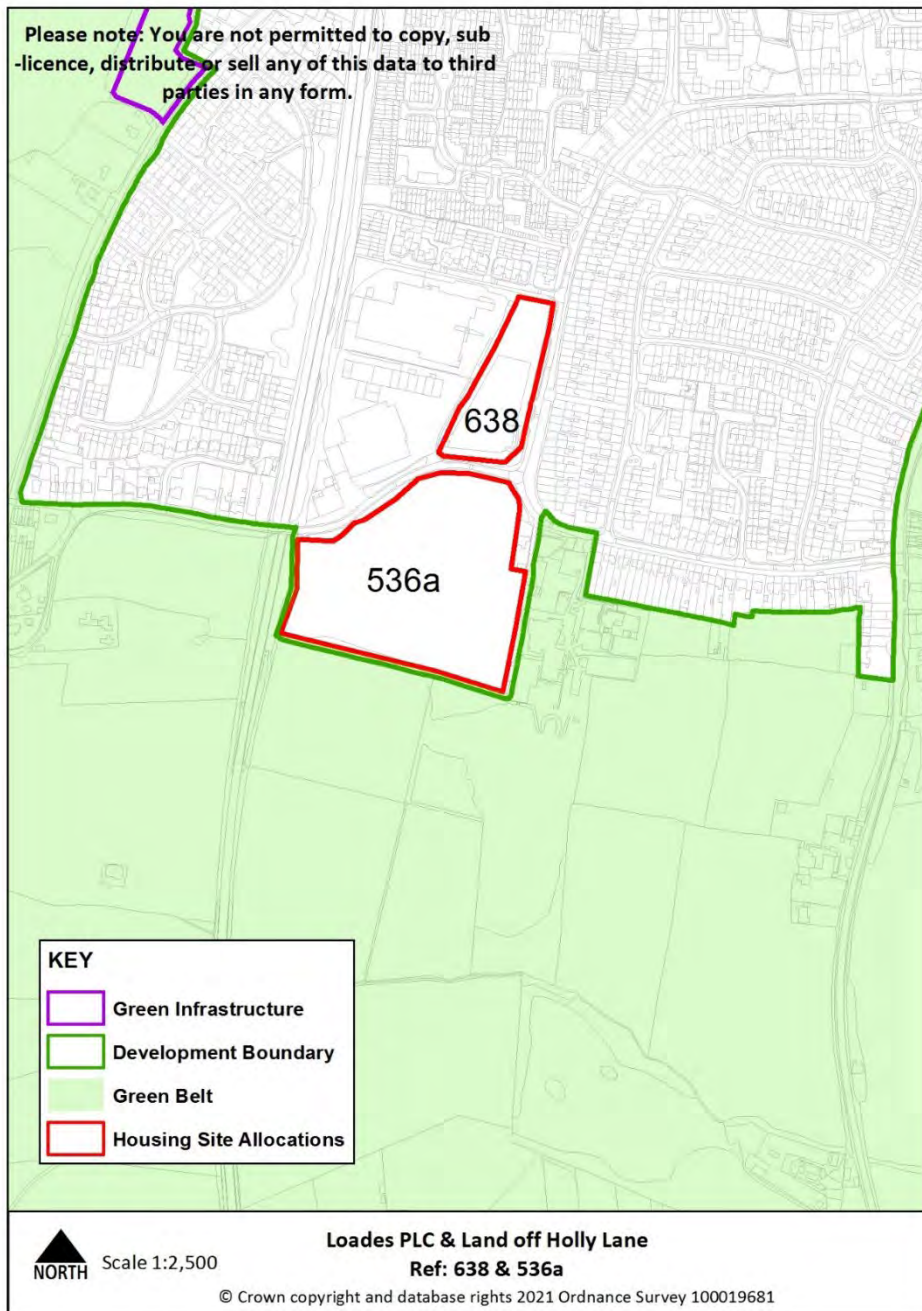 Please note: You are not permitted to copy, sub
-licence, distribute or sell any of this data to third
parties in any form.
638
536a
KEY
Green Infrastructure
Development Boundary
Green Belt
Housing Site Allocations
NORTH
Scale 1:2,500
Loades PLC & Land off Holly Lane
Ref: 638 & 536a
© Crown copyright and database rights 2021 Ordnance Survey 100019681